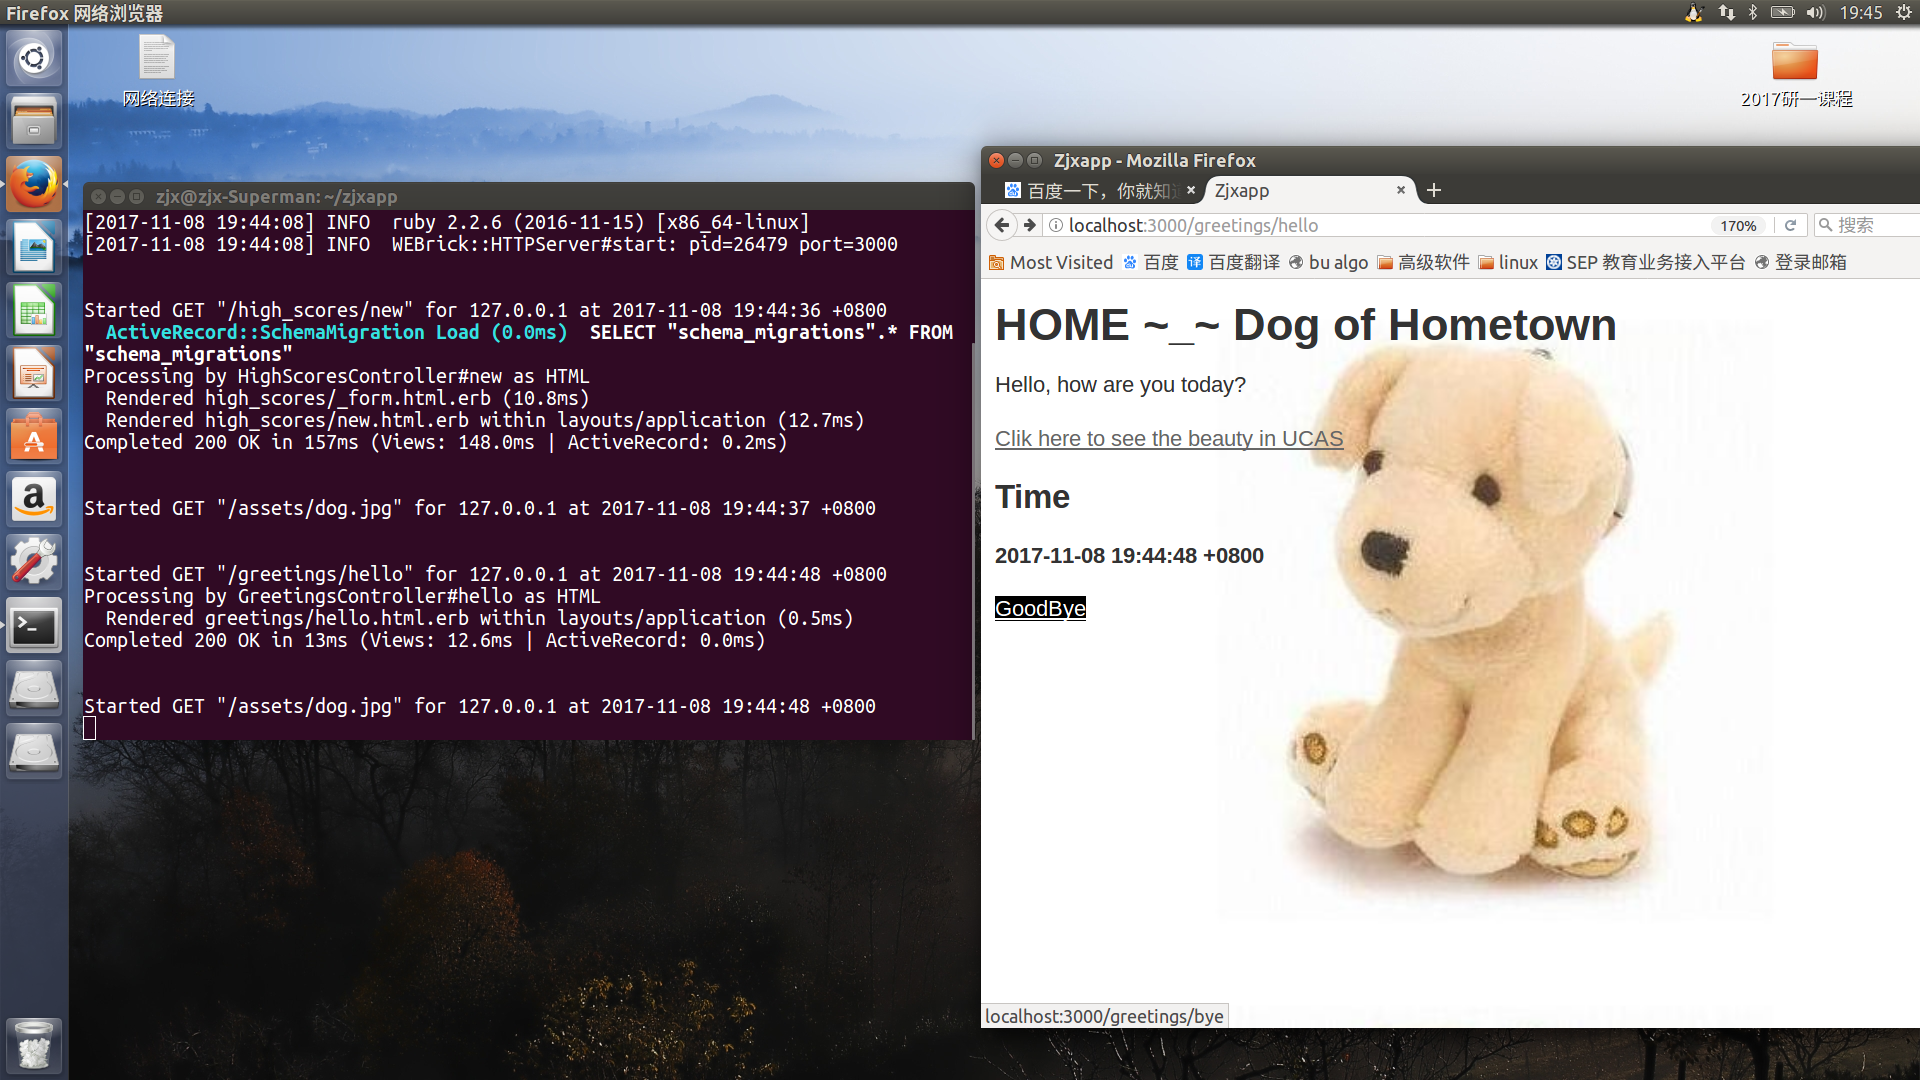 Firefox 网络浏览器
19:45
网络连接
2017研一课程
zjx@zjx-Superman: ~/zjxapp
[2017-11-08 19:44:08] INFO  ruby 2.2.6 (2016-11-15) [x86_64-linux]
[2017-11-08 19:44:08] INFO  WEBrick::HTTPServer#start: pid=26479 port=3000
Started GET "/high_scores/new" for 127.0.0.1 at 2017-11-08 19:44:36 +0800
ActiveRecord::SchemaMigration Load (0.0ms)  SELECT "schema_migrations".* FROM
"schema_migrations"
Processing by HighScoresController#new as HTML
Rendered high_scores/_form.html.erb (10.8ms)
Rendered high_scores/new.html.erb within layouts/application (12.7ms)
Completed 200 OK in 157ms (Views: 148.0ms | ActiveRecord: 0.2ms)
Started GET "/assets/dog.jpg" for 127.0.0.1 at 2017-11-08 19:44:37 +0800
Started GET "/greetings/hello" for 127.0.0.1 at 2017-11-08 19:44:48 +0800
Processing by GreetingsController#hello as HTML
Rendered greetings/hello.html.erb within layouts/application (0.5ms)
Completed 200 OK in 13ms (Views: 12.6ms | ActiveRecord: 0.0ms)
Started GET "/assets/dog.jpg" for 127.0.0.1 at 2017-11-08 19:44:48 +0800
Zjxapp - Mozilla Firefox
百度一下，你就知道 Zjxapp
localhost:3000/greetings/hello 170% 搜索
Most Visited 百度 译 百度翻译 bu algo 高级软件 linux SEP 教育业务接入平台 登录邮箱
HOME ~_~ Dog of Hometown
Hello, how are you today?
Clik here to see the beauty in UCAS
Time
2017-11-08 19:44:48 +0800
GoodBye
localhost:3000/greetings/bye